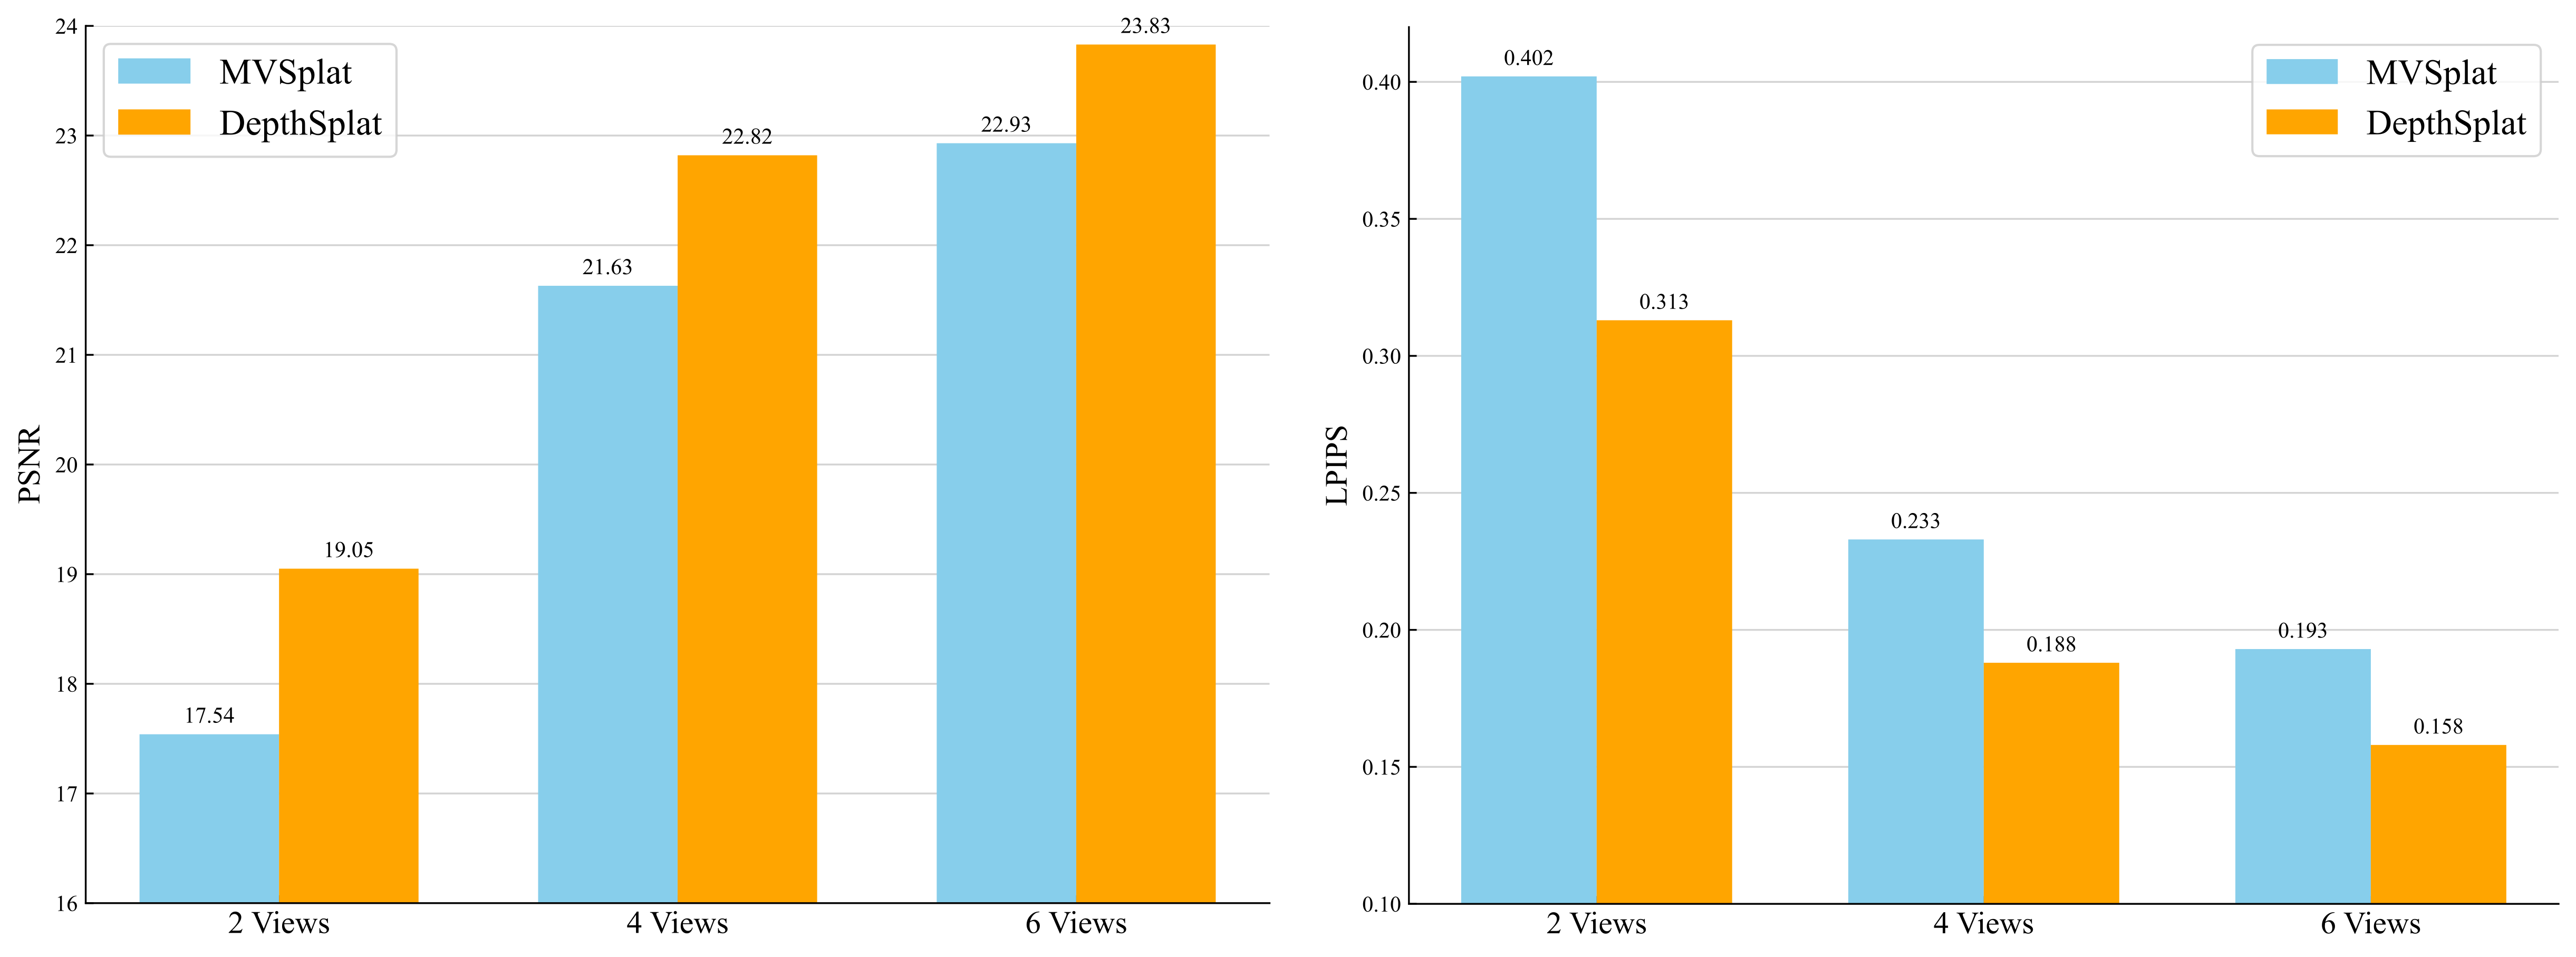 24
23
22
21
20
19
18
17
16
PSNR
MVSplat
DepthSplat
17.54
19.05
21.63
22.82
22.93
23.83
2 Views
4 Views
6 Views
0.40
0.35
0.30
0.25
0.20
0.15
0.10
LPIPS
MVSplat
DepthSplat
0.402
0.313
0.233
0.188
0.193
0.158
2 Views
4 Views
6 Views